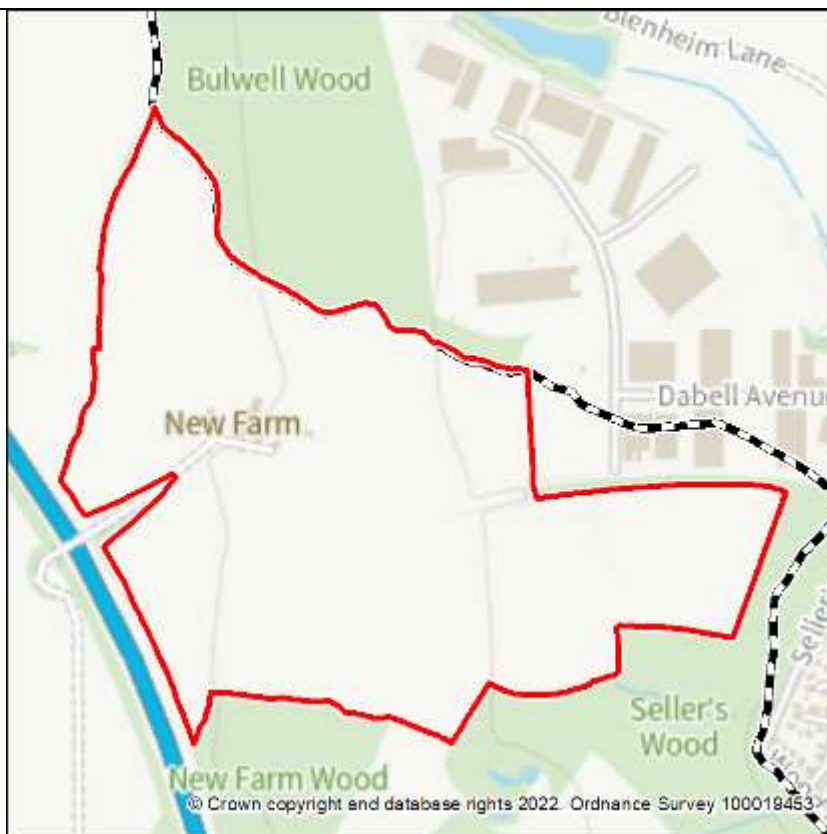 Blenheim Lane
Bulwell Wood
Dabell Avenue
New Farm
Seller's
Wood
New Farm Wood
© Crown copyright and database rights 2022. Ordnance Survey 100019453